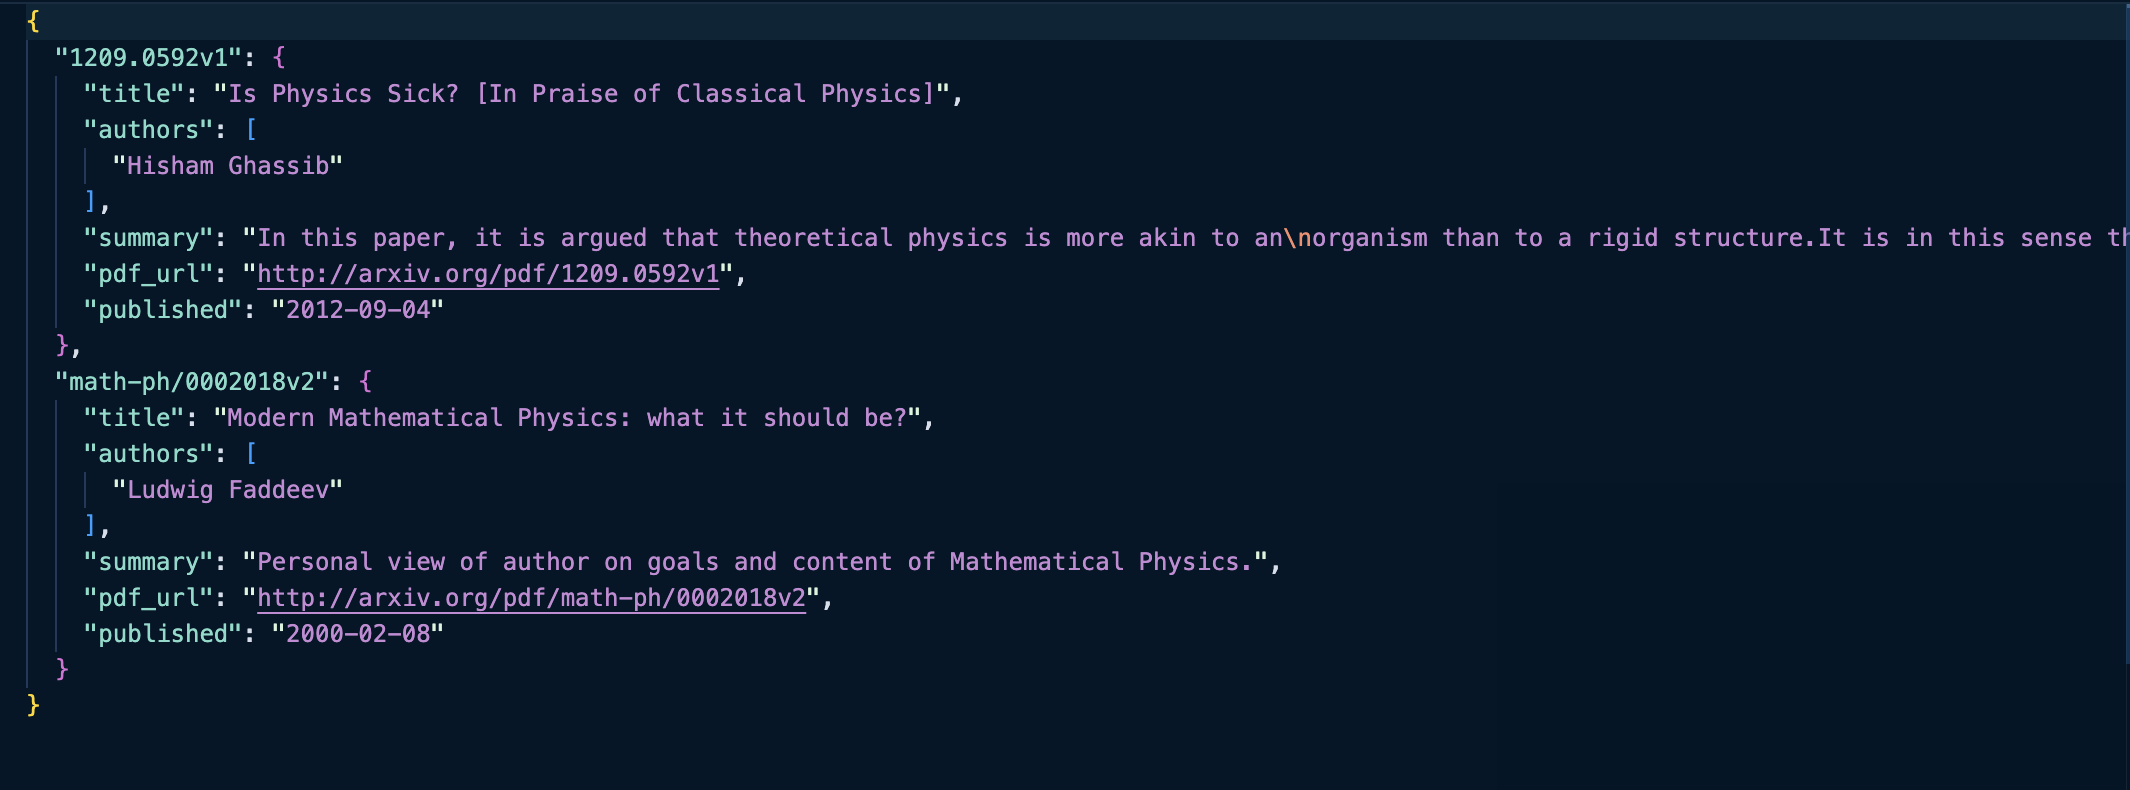 {
"1209.0592v1": {
"title": "Is Physics Sick? [In Praise of Classical Physics]",
"authors": [
"Hisham Ghassib"
],
"summary": "In this paper, it is argued that theoretical physics is more akin to an\norganism than to a rigid structure.It is in this sense
"pdf_url": "http://arxiv.org/pdf/1209.0592v1",
"published": "2012-09-04"
},
"math-ph/0002018v2": {
"title": "Modern Mathematical Physics: what it should be?",
"authors": [
"Ludwig Faddeev"
],
"summary": "Personal view of author on goals and content of Mathematical Physics.",
"pdf_url": "http://arxiv.org/pdf/math-ph/0002018v2",
"published": "2000-02-08"
}
}